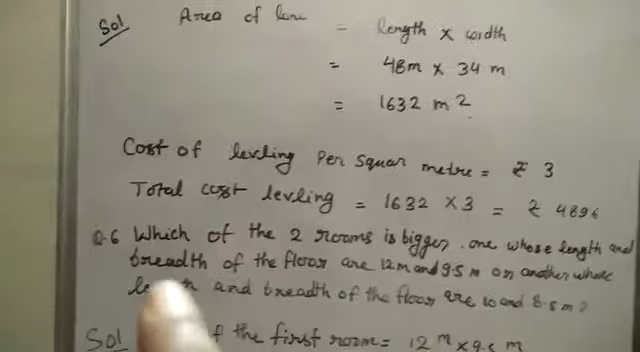 Sol Area of lawn = length x width
= 48m x 34 m
= 1632 m2.
Cost of levling Per Squar metre = ₹ 3
Total cost levling = 1632 x 3 = ₹ 4896
Q.6 Which of the 2 rooms is bigger, one whose length and
breadth of the floor are 12m and 9.5 m or another whose
and breadth of the floor are 10 and 8.5 m?
Sol f the first room = 12 m x 9.5 m